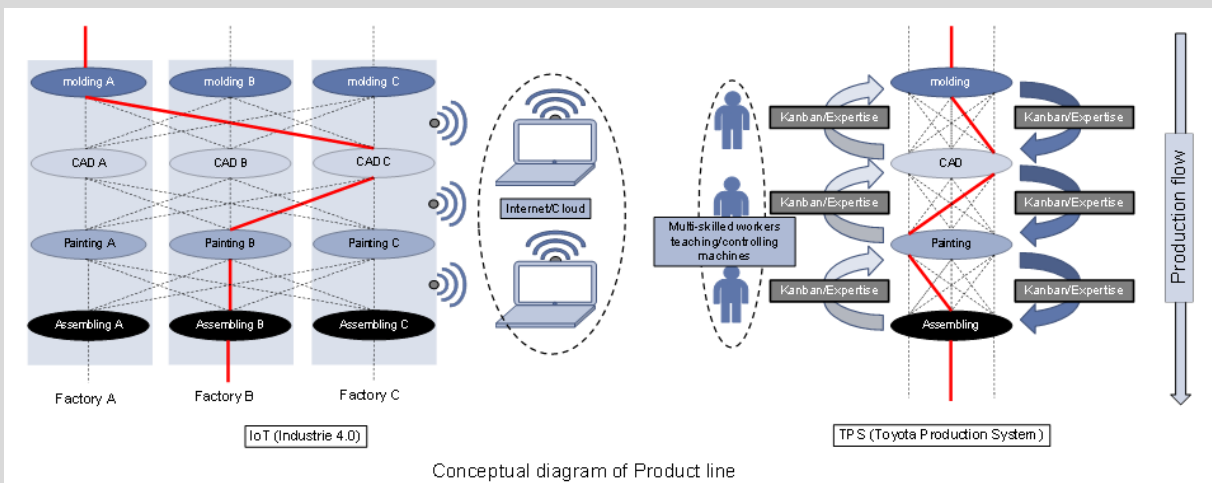 molding A
molding B
molding C
CAD A
CAD B
CAD C
Painting A
Painting B
Painting C
Assembling A
Assembling B
Assembling C
Factory A
Factory B
Factory C
IoT (Industrie 4.0)
Internet/Cloud
Multi-skilled workers
teaching/controlling
machines
molding
Kanban/Expertise
Kanban/Expertise
CAD
Kanban/Expertise
Kanban/Expertise
Painting
Kanban/Expertise
Kanban/Expertise
Assembling
TPS (Toyota Production System)
Production flow
Conceptual diagram of Product line